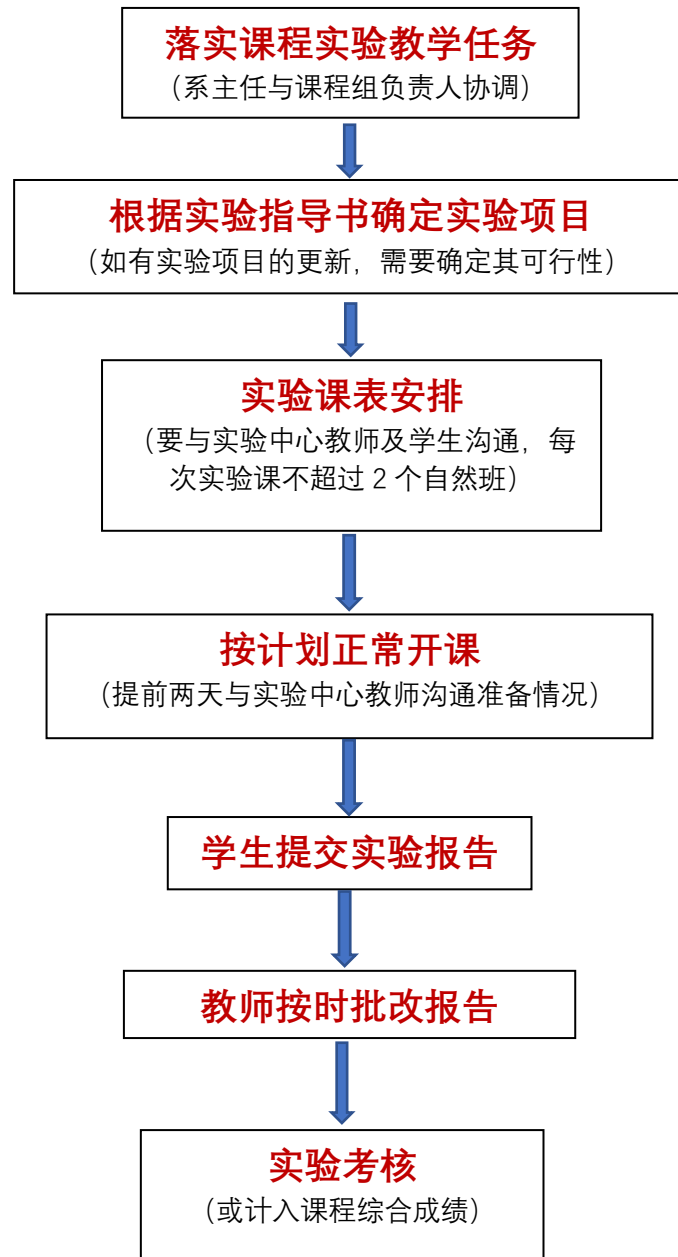 落实课程实验教学任务
（系主任与课程组负责人协调）
根据实验指导书确定实验项目
（如有实验项目的更新，需要确定其可行性）
实验课表安排
（要与实验中心教师及学生沟通，每
次实验课不超过 2 个自然班）
按计划正常开课
（提前两天与实验中心教师沟通准备情况）
学生提交实验报告
教师按时批改报告
实验考核
（或计入课程综合成绩）